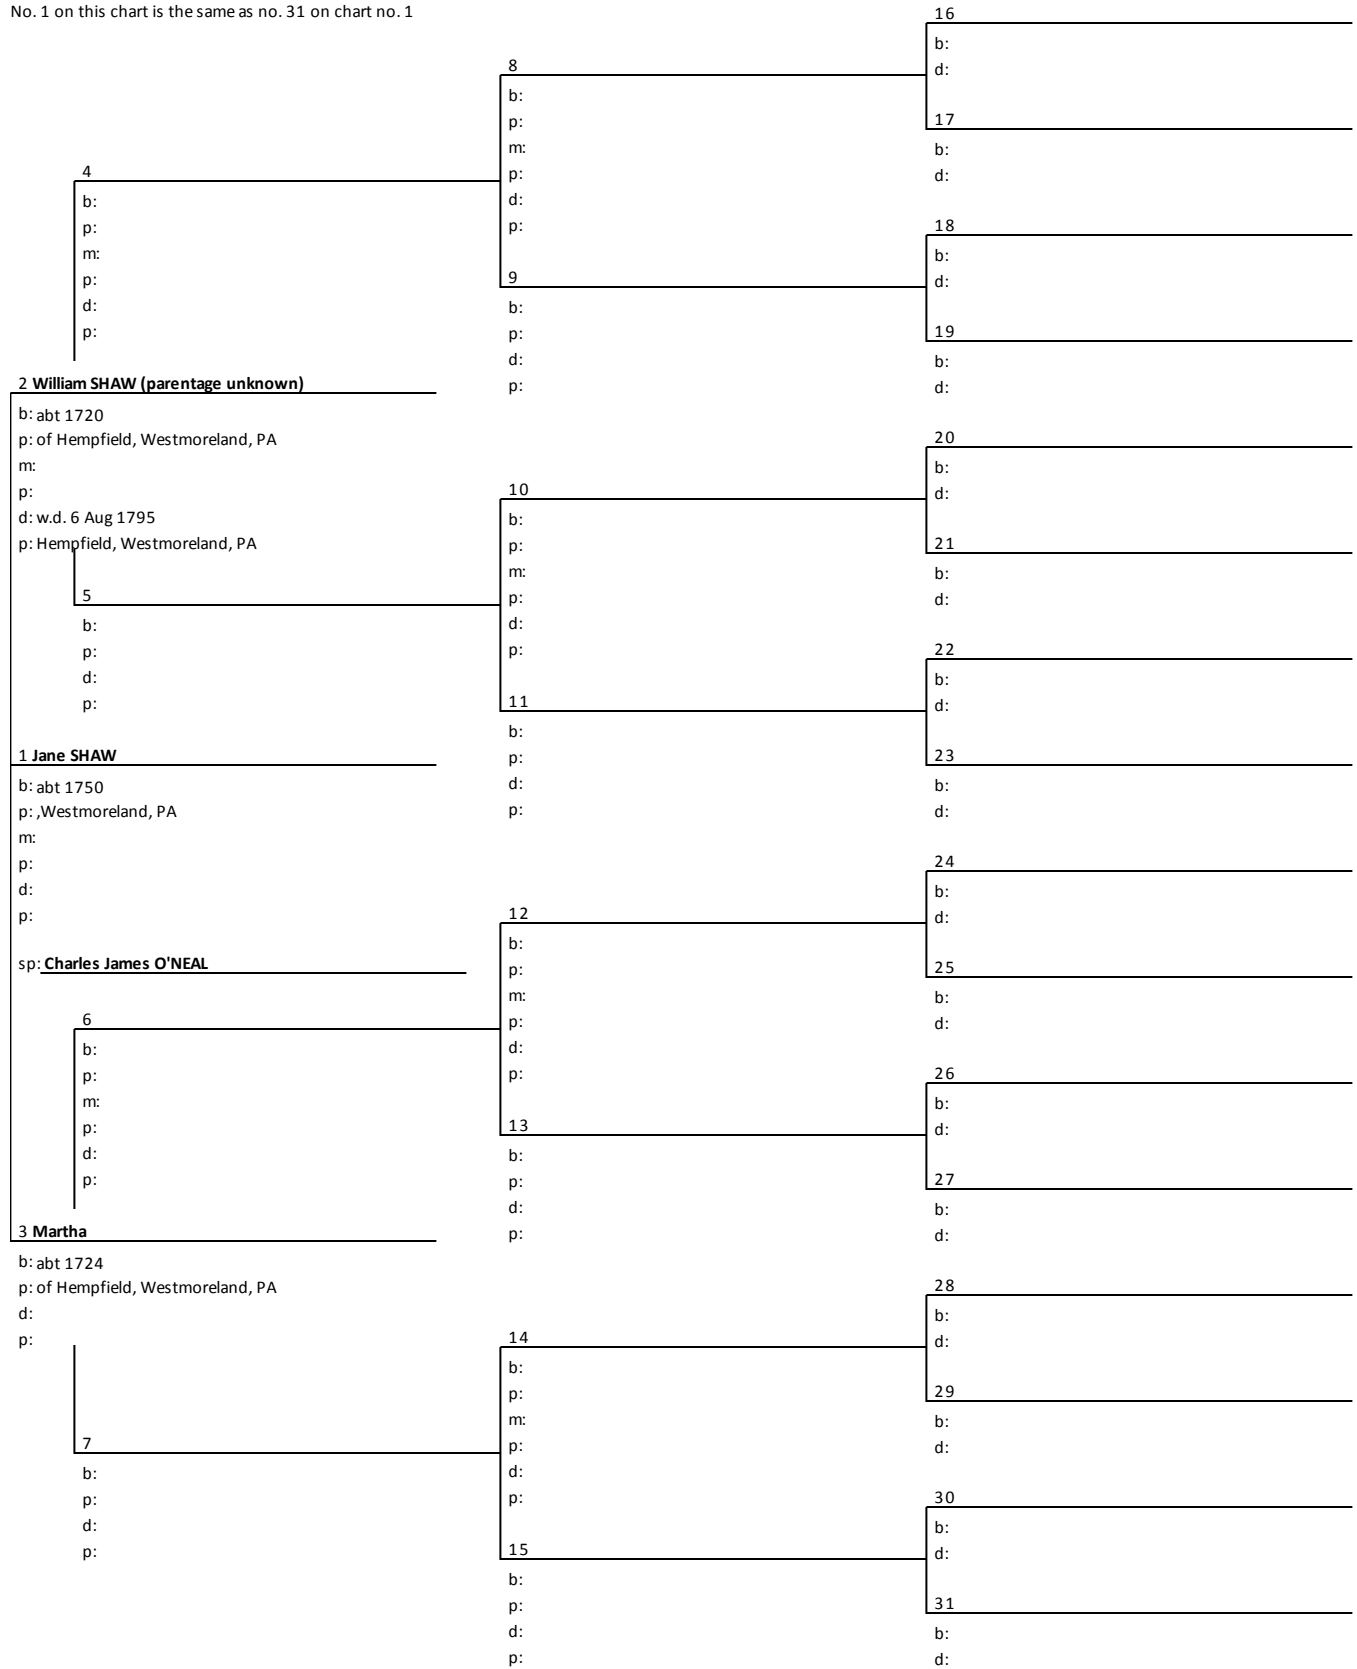 No. 1 on this chart is the same as no. 31 on chart no. 1
16
b:
d:
8
b:
p:
m:
p:
d:
p:
17
b:
d:
4
b:
p:
m:
p:
d:
p:
18
b:
d:
9
b:
p:
d:
p:
19
b:
d:
2 William SHAW (parentage unknown)
b: abt 1720
p: of Hempfield, Westmoreland, PA
m:
p:
d: w.d. 6 Aug 1795
p: Hempfield, Westmoreland, PA
20
b:
d:
10
b:
p:
m:
p:
d:
p:
21
b:
d:
5
b:
p:
d:
p:
22
b:
d:
11
b:
p:
d:
p:
23
b:
d:
1 Jane SHAW
b: abt 1750
p: ,Westmoreland, PA
m:
p:
d:
p:
sp: Charles James O'NEAL
24
b:
d:
12
b:
p:
m:
p:
d:
p:
25
b:
d:
6
b:
p:
m:
p:
d:
p:
26
b:
d:
13
b:
p:
d:
p:
27
b:
d:
3 Martha
b: abt 1724
p: of Hempfield, Westmoreland, PA
d:
p:
28
b:
d:
14
b:
p:
m:
p:
d:
p:
29
b:
d:
7
b:
p:
d:
p:
30
b:
d:
15
b:
p:
d:
p:
31
b:
d: